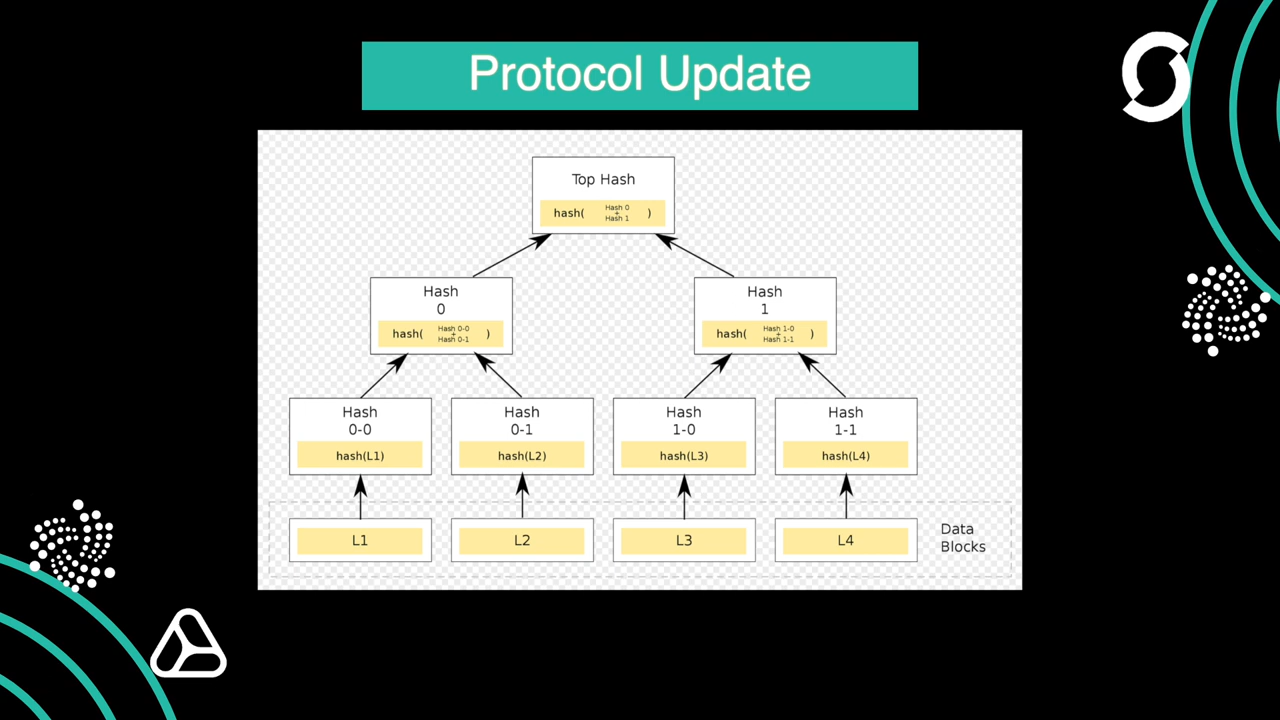 Protocol Update
Top Hash
hash( Hash 0 + Hash 1 )
Hash
0
hash( Hash 0-0 + Hash 0-1 )
Hash
1
hash( Hash 1-0 + Hash 1-1 )
Hash
0-0
hash(L1)
Hash
0-1
hash(L2)
Hash
1-0
hash(L3)
Hash
1-1
hash(L4)
L1
L2
L3
L4
Data
Blocks